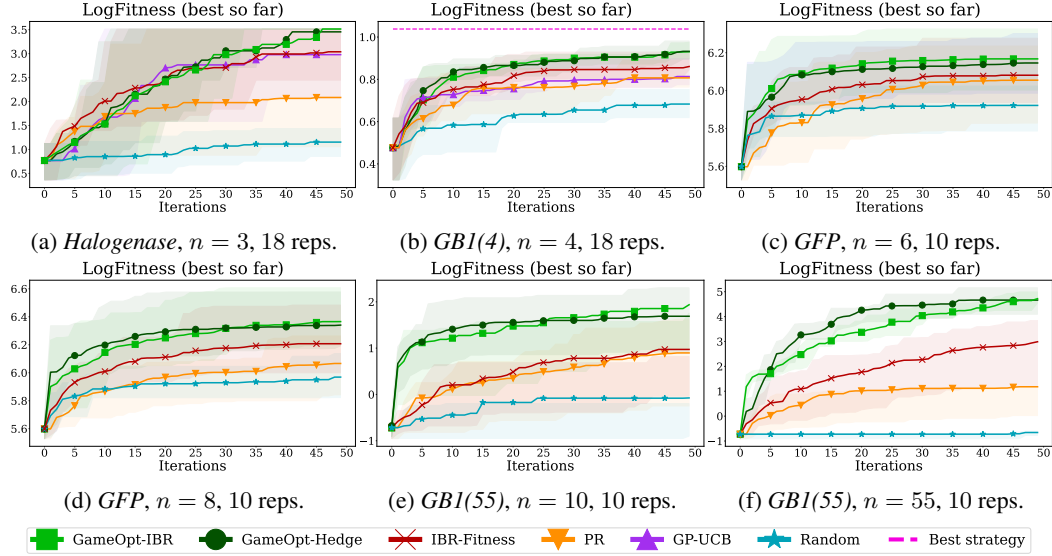 LogFitness (best so far)
3.5
3.0
2.5
2.0
1.5
1.0
0.5
0 5 10 15 20 25 30 35 40 45 50
Iterations
(a) Halogenase, n = 3, 18 reps.
LogFitness (best so far)
1.0
0.8
0.6
0.4
0 5 10 15 20 25 30 35 40 45 50
Iterations
(b) GB1(4), n = 4, 18 reps.
LogFitness (best so far)
6.2
6.0
5.8
5.6
0 5 10 15 20 25 30 35 40 45 50
Iterations
(c) GFP, n = 6, 10 reps.
LogFitness (best so far)
6.6
6.4
6.2
6.0
5.8
5.6
0 5 10 15 20 25 30 35 40 45 50
Iterations
(d) GFP, n = 8, 10 reps.
LogFitness (best so far)
2
1
0
−1
0 5 10 15 20 25 30 35 40 45 50
Iterations
(e) GB1(55), n = 10, 10 reps.
LogFitness (best so far)
5
4
3
2
1
0
−1
0 5 10 15 20 25 30 35 40 45 50
Iterations
(f) GB1(55), n = 55, 10 reps.
GameOpt-IBR GameOpt-Hedge IBR-Fitness PR GP-UCB Random Best strategy